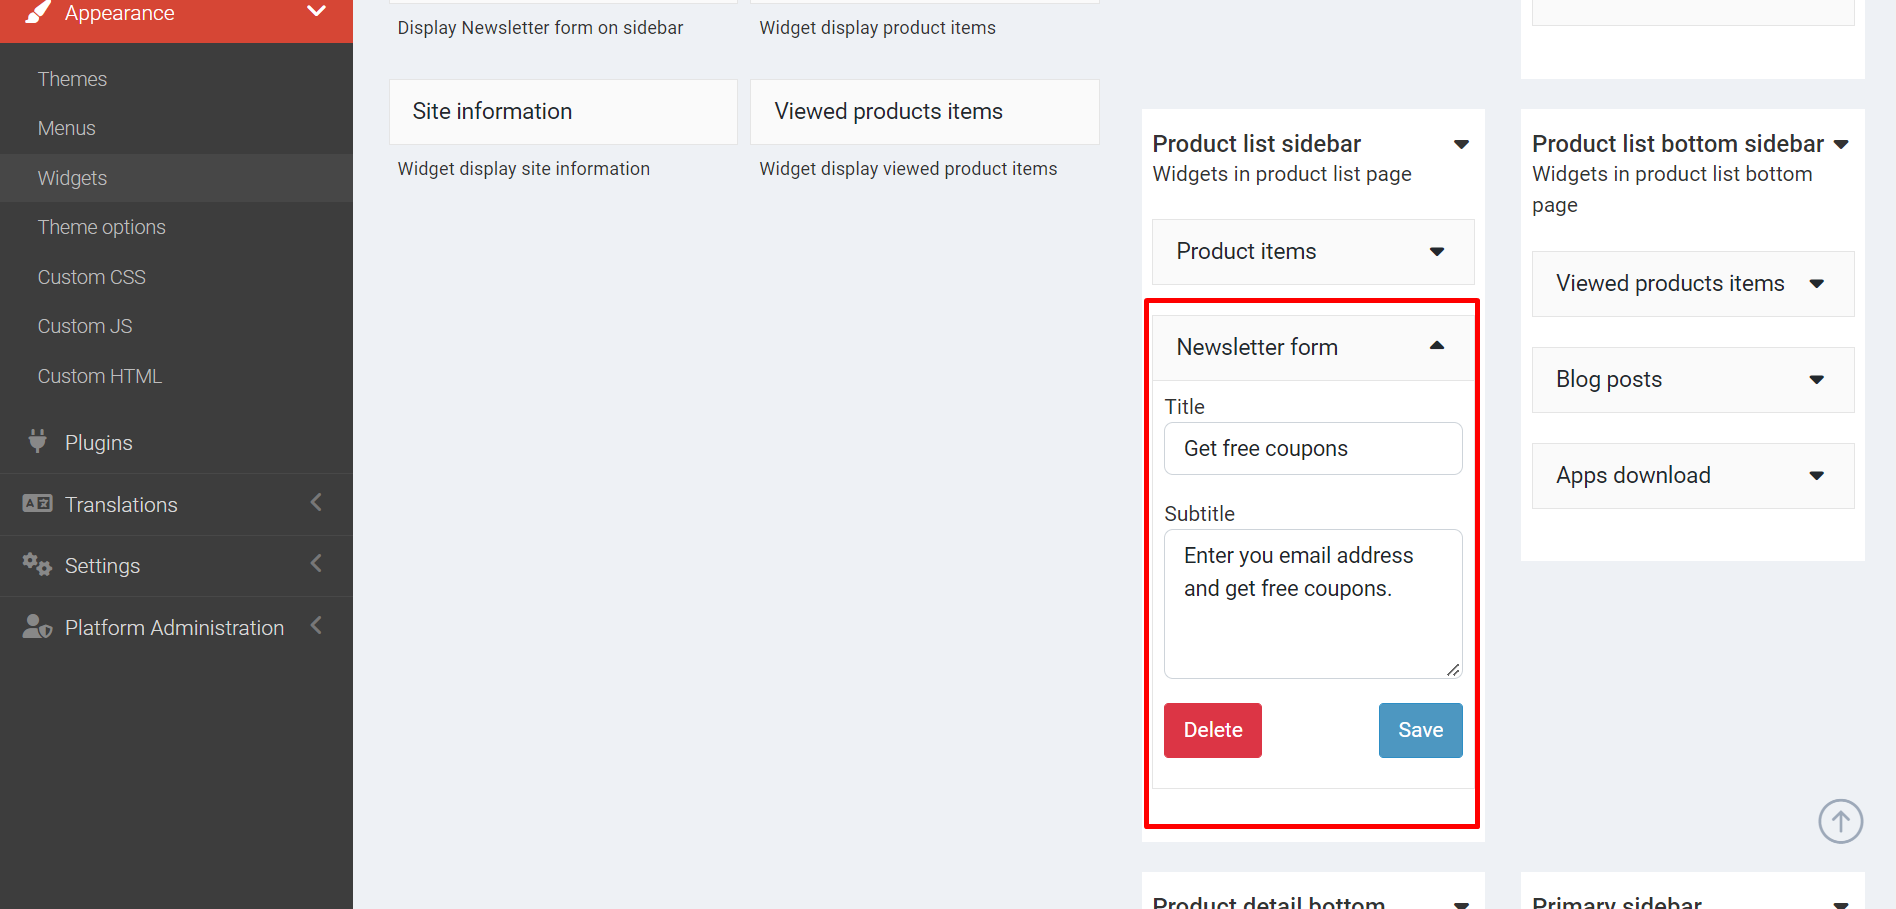 Appearance
Themes
Menus
Widgets
Theme options
Custom CSS
Custom JS
Custom HTML
Plugins
Translations
Settings
Platform Administration
Display Newsletter form on sidebar
Widget display product items
Site information
Viewed products items
Widget display site information
Widget display viewed product items
Product list sidebar
Widgets in product list page
Product items
Newsletter form
Title
Get free coupons
Subtitle
Enter you email address
and get free coupons.
Delete
Save
Product detail bottom
Product list bottom sidebar
Widgets in product list bottom
page
Viewed products items
Blog posts
Apps download
Primary sidebar